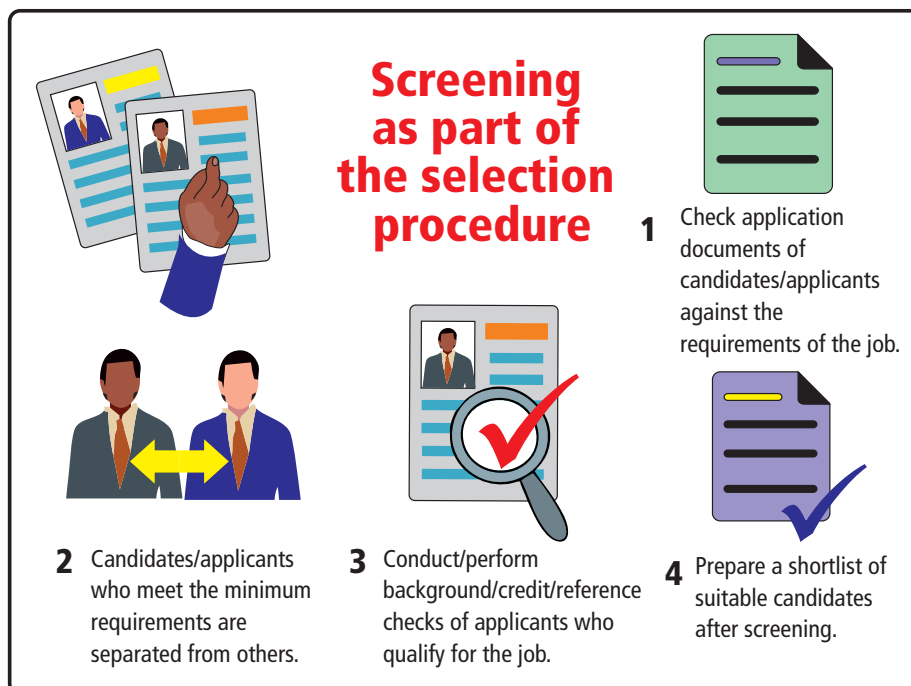 Screening
as part of
the selection
procedure
1 Check application
documents of
candidates/applicants
against the
requirements of the job.
2 Candidates/applicants
who meet the minimum
requirements are
separated from others.
3 Conduct/perform
background/credit/reference
checks of applicants who
qualify for the job.
4 Prepare a shortlist of
suitable candidates
after screening.